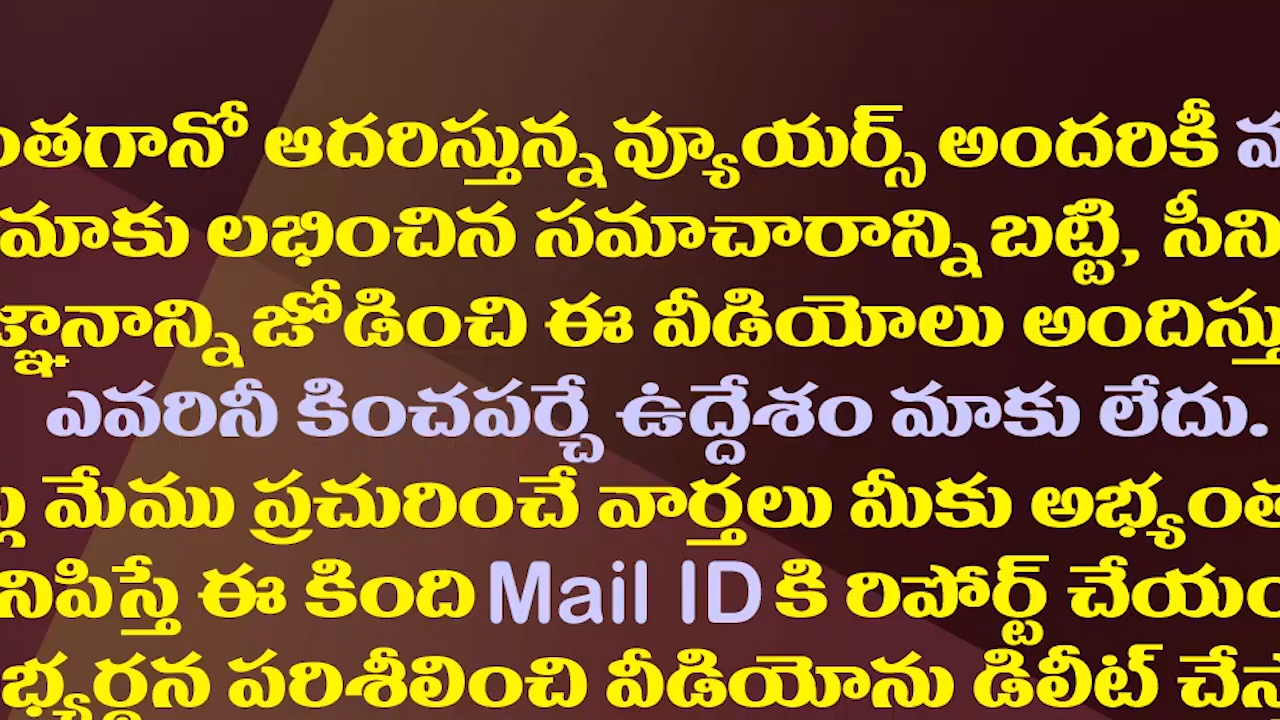 ఆదరిస్తున్న వ్యూయర్స్ అందరికీ
మాకు లభించిన సమాచారాన్ని బట్టి,
జోడించి ఈ వీడియోలు
ఎవరినీ కించపర్చే ఉద్దేశం మాకు లేదు.
మేము ప్రచురించే వార్తలు మీకు
ఈ కింది Mail ID కి రిపోర్ట్
పరిశీలించి వీడియోను డిలీట్